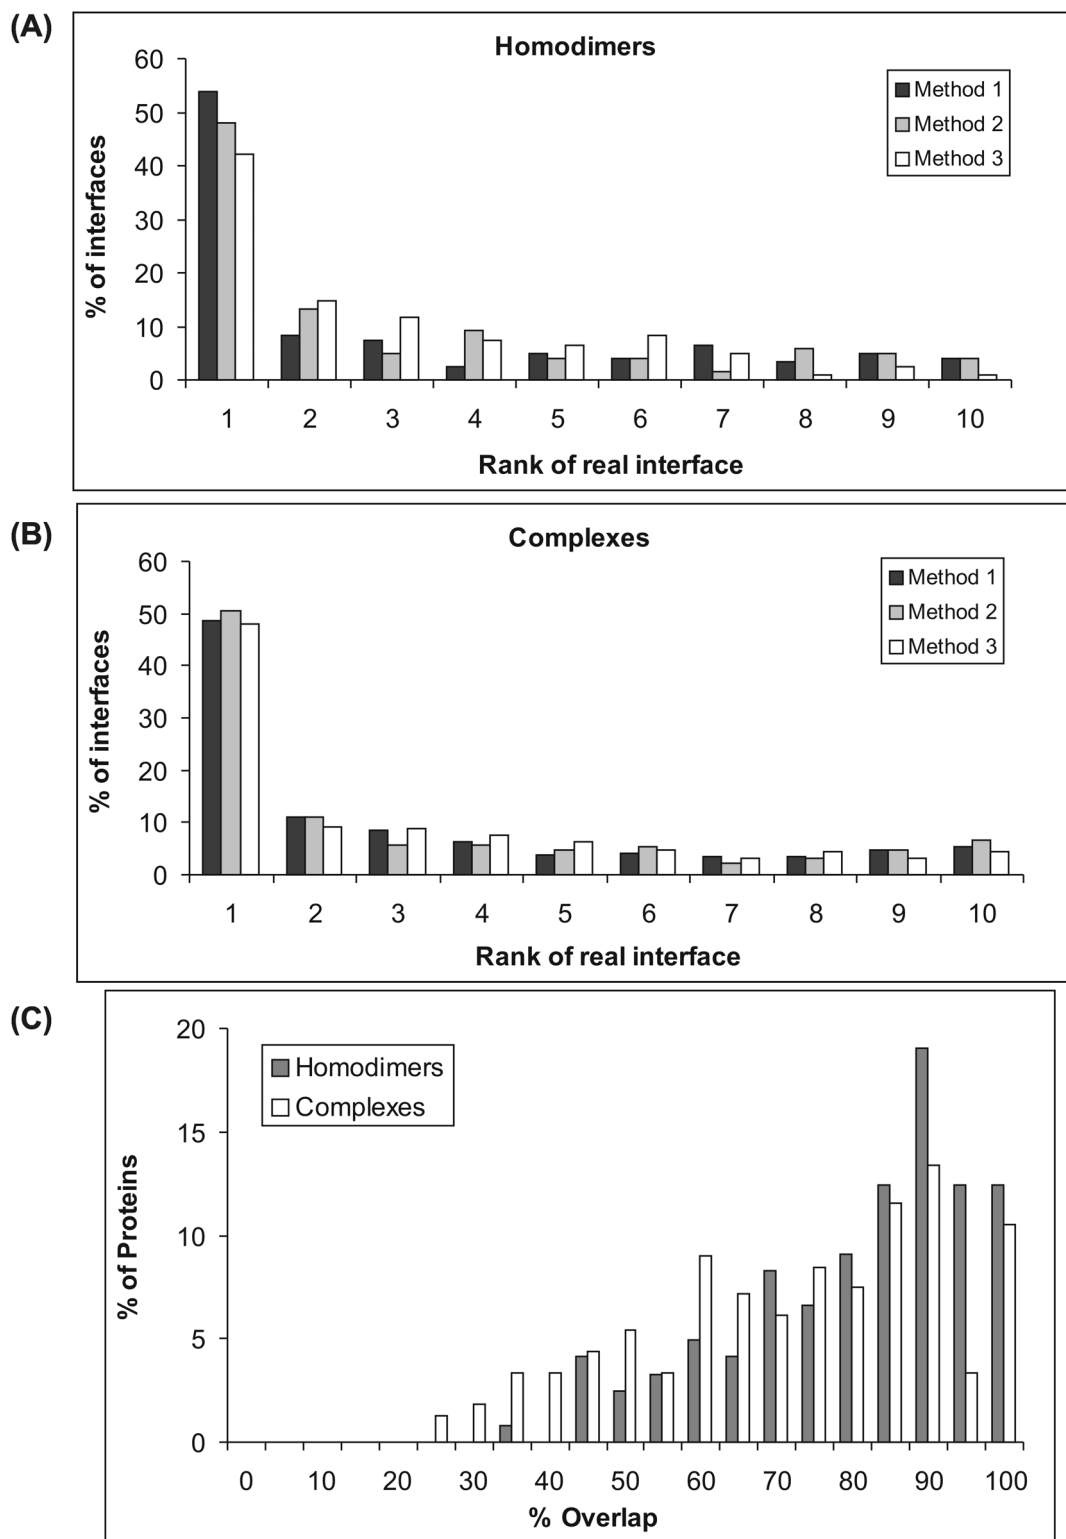 (A)
Homodimers
60
50
40
30
20
10
0
% of interfaces
Method 1
Method 2
Method 3
1 2 3 4 5 6 7 8 9 10
Rank of real interface
(B)
Complexes
60
50
40
30
20
10
0
% of interfaces
Method 1
Method 2
Method 3
1 2 3 4 5 6 7 8 9 10
Rank of real interface
(C)
20
15
10
5
0
% of Proteins
Homodimers
Complexes
0 10 20 30 40 50 60 70 80 90 100
% Overlap